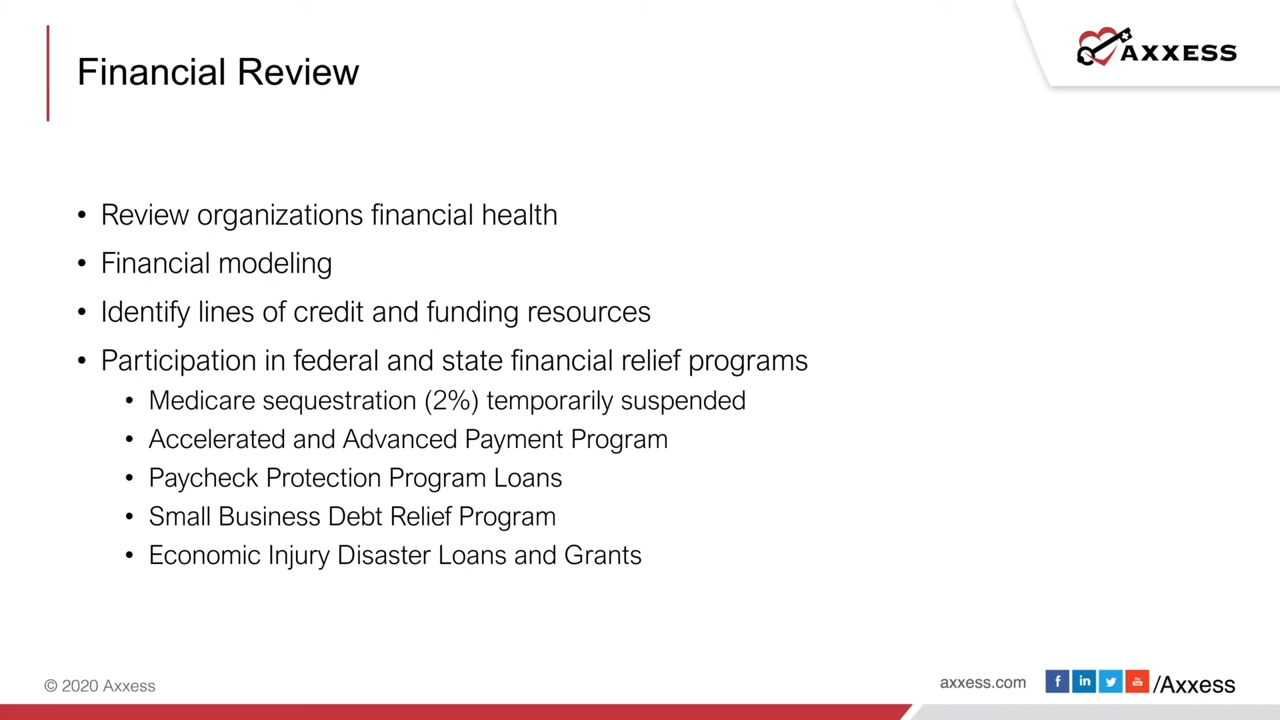 Financial Review
AXXESS
• Review organizations financial health
• Financial modeling
• Identify lines of credit and funding resources
• Participation in federal and state financial relief programs
• Medicare sequestration (2%) temporarily suspended
• Accelerated and Advanced Payment Program
• Paycheck Protection Program Loans
• Small Business Debt Relief Program
• Economic Injury Disaster Loans and Grants
© 2020 Axxess
axxess.com f in /Axxess